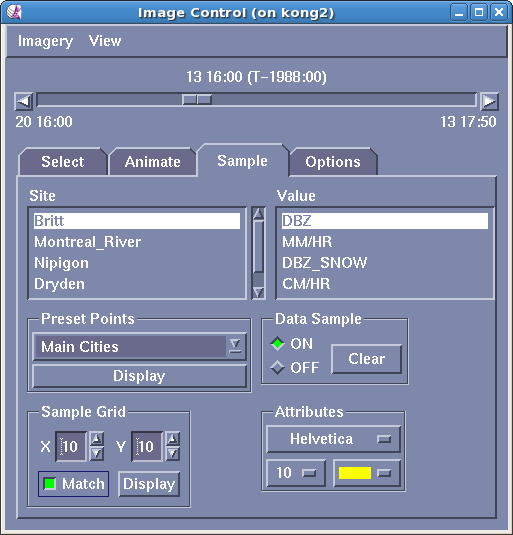 Image Control (on kong2)
Imagery View
13 16:00 (T-1988:00)
20 16:00 13 17:50
Select Animate Sample Options
Site Value
Britt DBZ
Montreal_River MM/HR
Nipigon DBZ_SNOW
Dryden CM/HR
Preset Points Data Sample
Main Cities ON
Display OFF Clear
Sample Grid Attributes
X 10 Y 10 Helvetica
Match Display 10